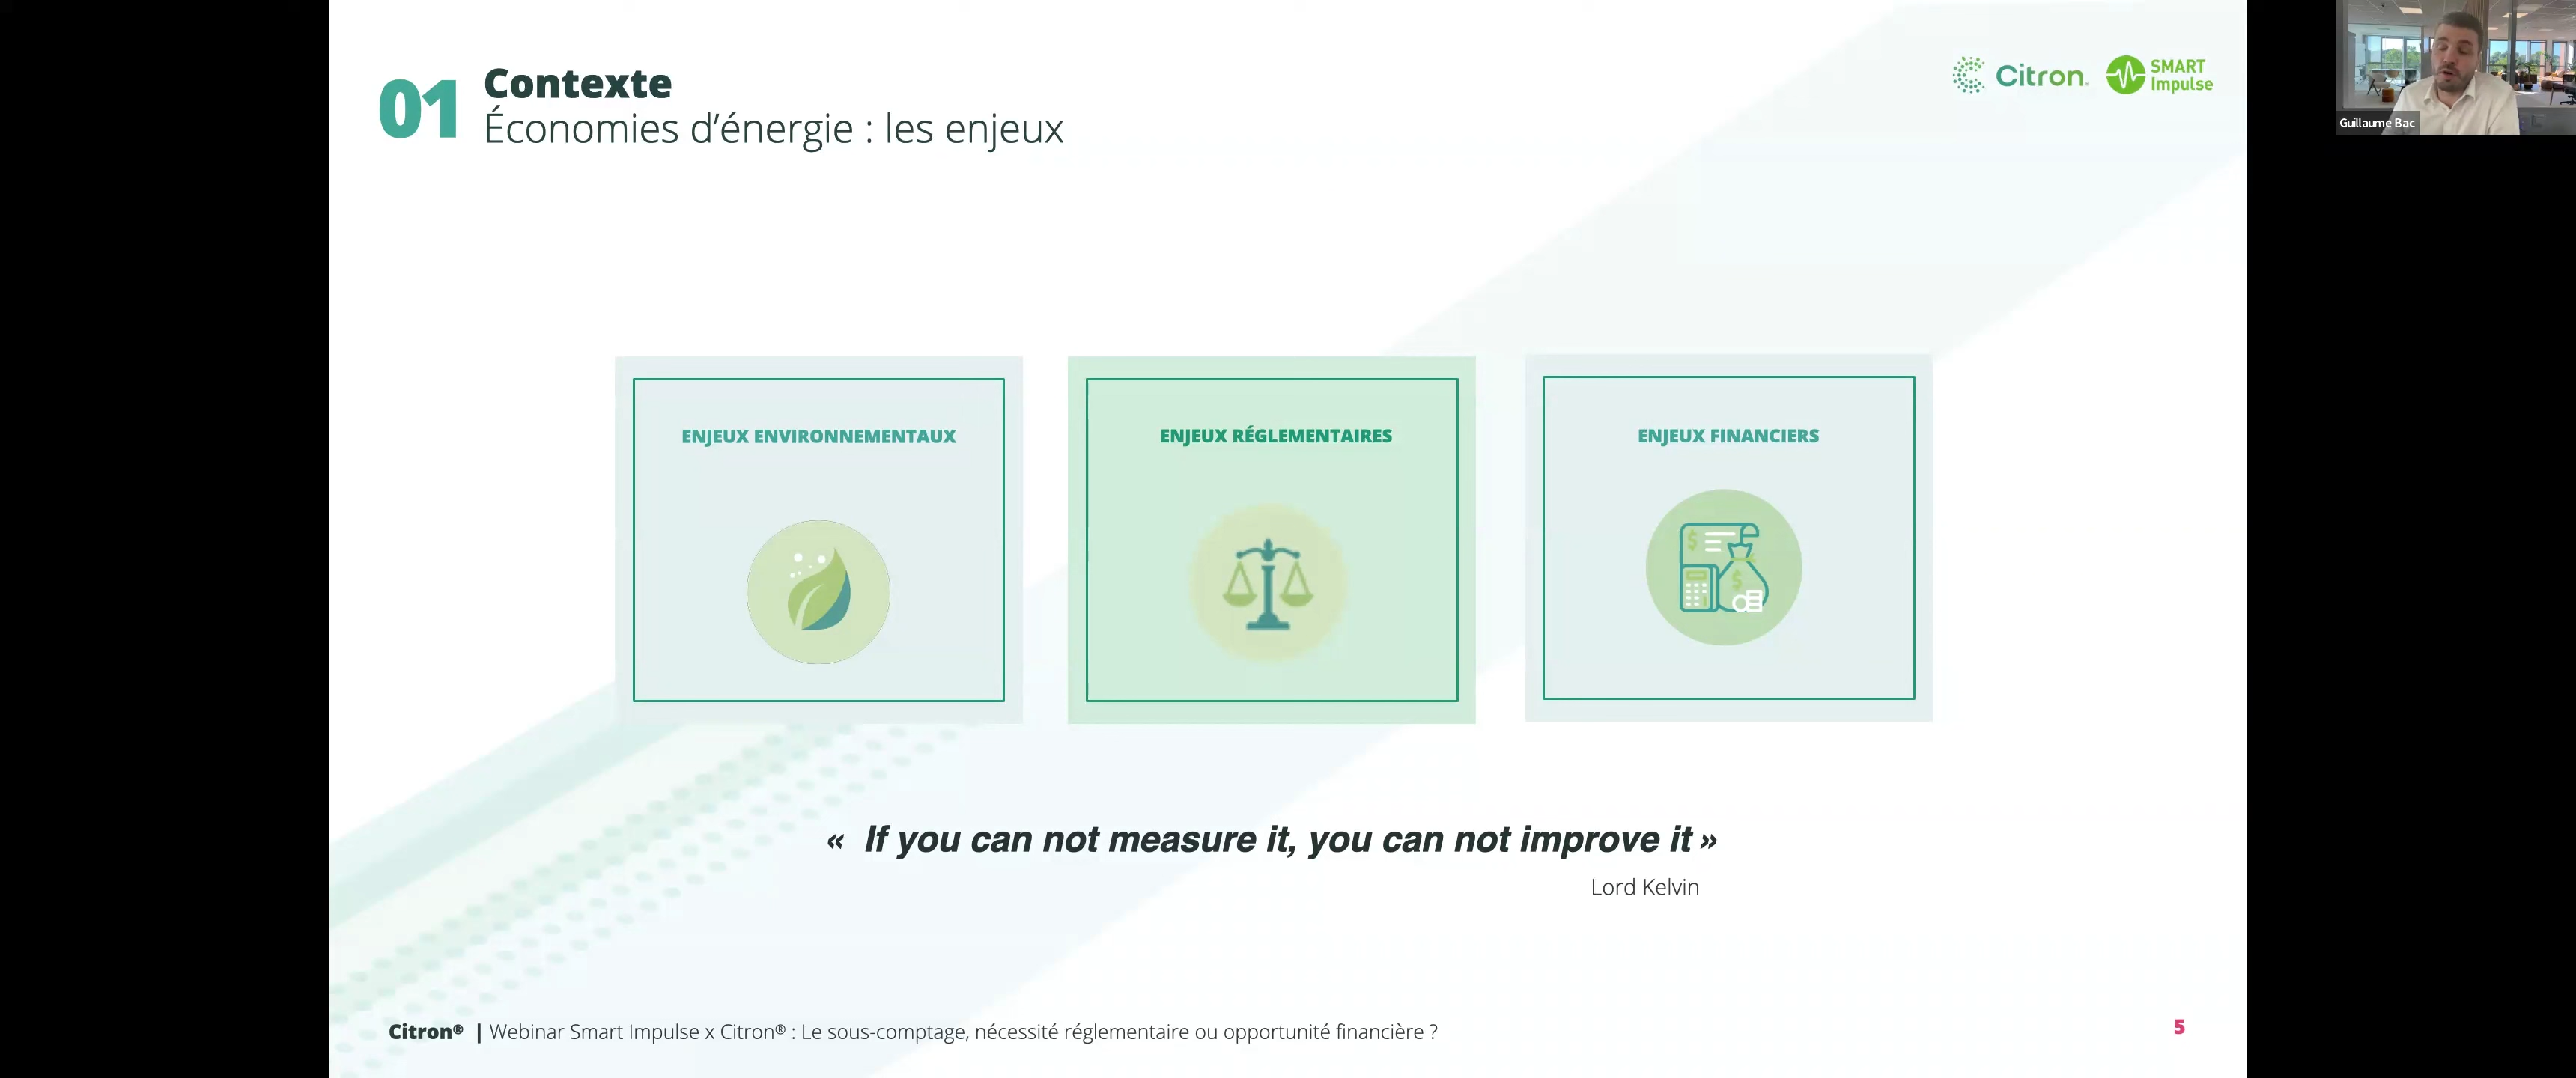 01
Contexte
Économies d’énergie : les enjeux
Citron®
SMART
Impulse
Guillaume Bac
ENJEUX ENVIRONNEMENTAUX
ENJEUX RÉGLEMENTAIRES
ENJEUX FINANCIERS
$
$
« If you can not measure it, you can not improve it »
Lord Kelvin
Citron® | Webinar Smart Impulse x Citron® : Le sous-comptage, nécessité réglementaire ou opportunité financière ?
5